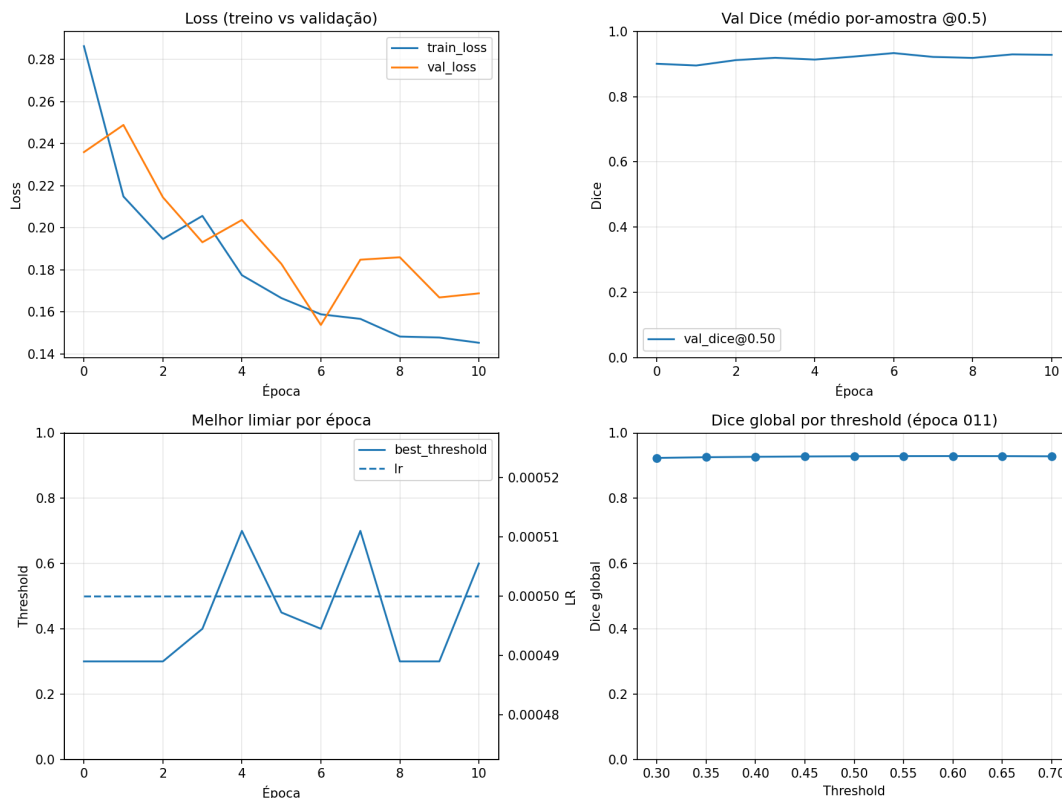 Loss (treino vs validação)
train_loss
val_loss
0.28
0.26
0.24
0.22
0.20
0.18
0.16
0.14
Loss
0 2 4 6 8 10
Época
Val Dice (médio por-amostra @0.5)
1.0
0.8
0.6
0.4
0.2
0.0
Dice
val_dice@0.50
0 2 4 6 8 10
Época
Melhor limiar por época
best_threshold
lr
1.0
0.8
0.6
0.4
0.2
0.0
Threshold
0.00052
0.00051
0.00050
0.00049
0.00048
LR
0 2 4 6 8 10
Época
Dice global por threshold (época 011)
1.0
0.8
0.6
0.4
0.2
0.0
Dice global
0.30 0.35 0.40 0.45 0.50 0.55 0.60 0.65 0.70
Threshold